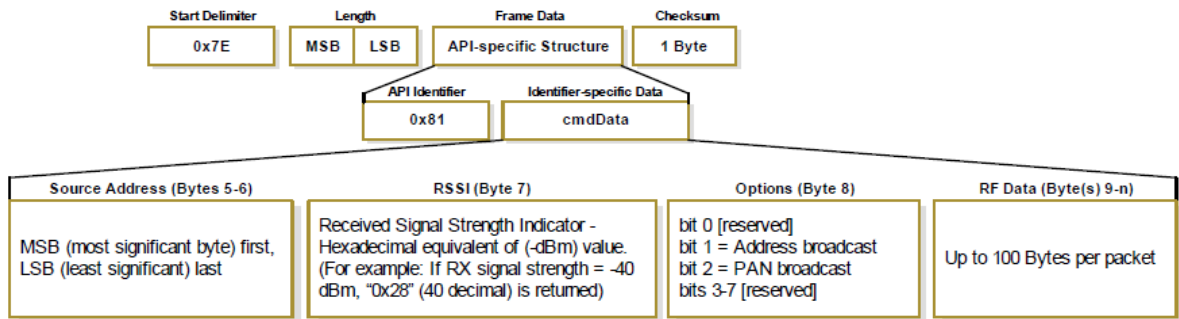 Start Delimiter
Length
Frame Data
Checksum
0x7E
MSB
LSB
API-specific Structure
1 Byte
API Identifier
Identifier-specific Data
0x81
cmdData
Source Address (Bytes 5-6)
MSB (most significant byte) first,
LSB (least significant) last
RSSI (Byte 7)
Received Signal Strength Indicator -
Hexadecimal equivalent of (-dBm) value.
(For example: If RX signal strength = -40
dBm, “0x28” (40 decimal) is returned)
Options (Byte 8)
bit 0 [reserved]
bit 1 = Address broadcast
bit 2 = PAN broadcast
bits 3-7 [reserved]
RF Data (Byte(s) 9-n)
Up to 100 Bytes per packet